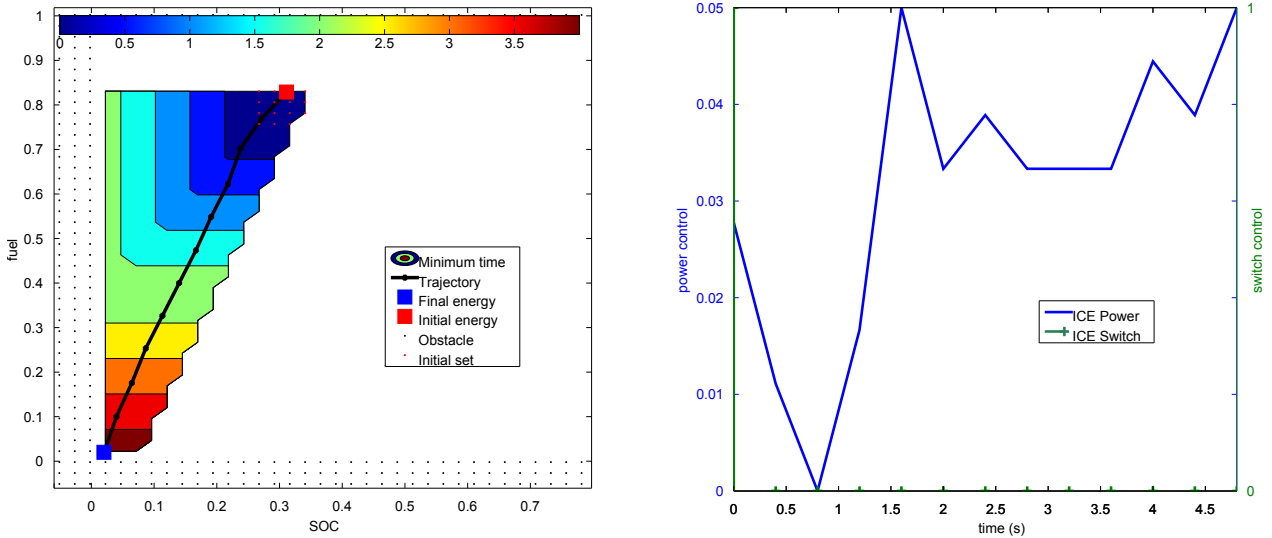 1
0 0.5 1 1.5 2 2.5 3 3.5
0.9
0.8
0.7
0.6
0.5
0.4
0.3
0.2
0.1
0
fuel
0 0.1 0.2 0.3 0.4 0.5 0.6 0.7
SOC
Minimum time
Trajectory
Final energy
Initial energy
Obstacle
Initial set
0.05
0.04
0.03
0.02
0.01
0
power control
1
0
switch control
ICE Power
ICE Switch
0 0.5 1 1.5 2 2.5 3 3.5 4 4.5
time (s)